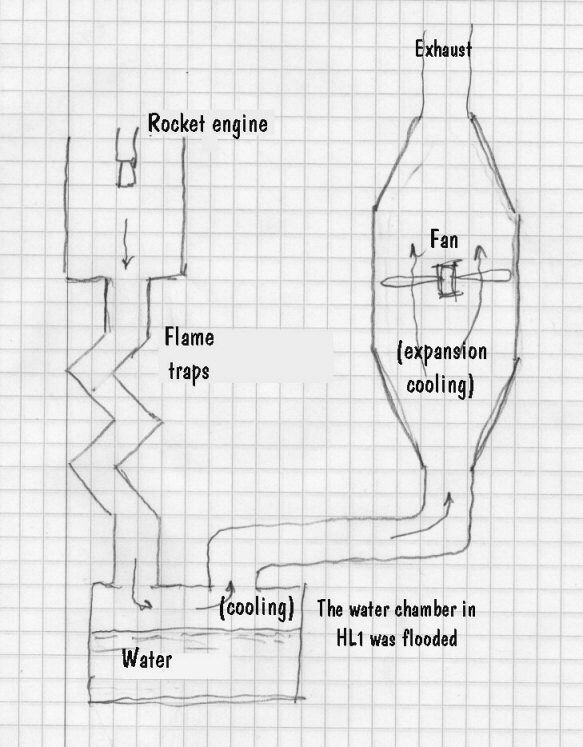 Exhaust
Rocket engine
Fan
Flame
traps
(expansion
cooling)
(cooling)
The water chamber in
HL1 was flooded
Water